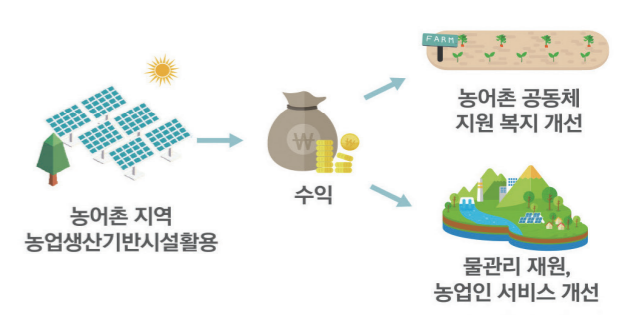 농어촌 지역
농업생산기반시설활용
₩
수익
FARM
농어촌 공동체
지원 복지 개선
물관리 재원,
농업인 서비스 개선